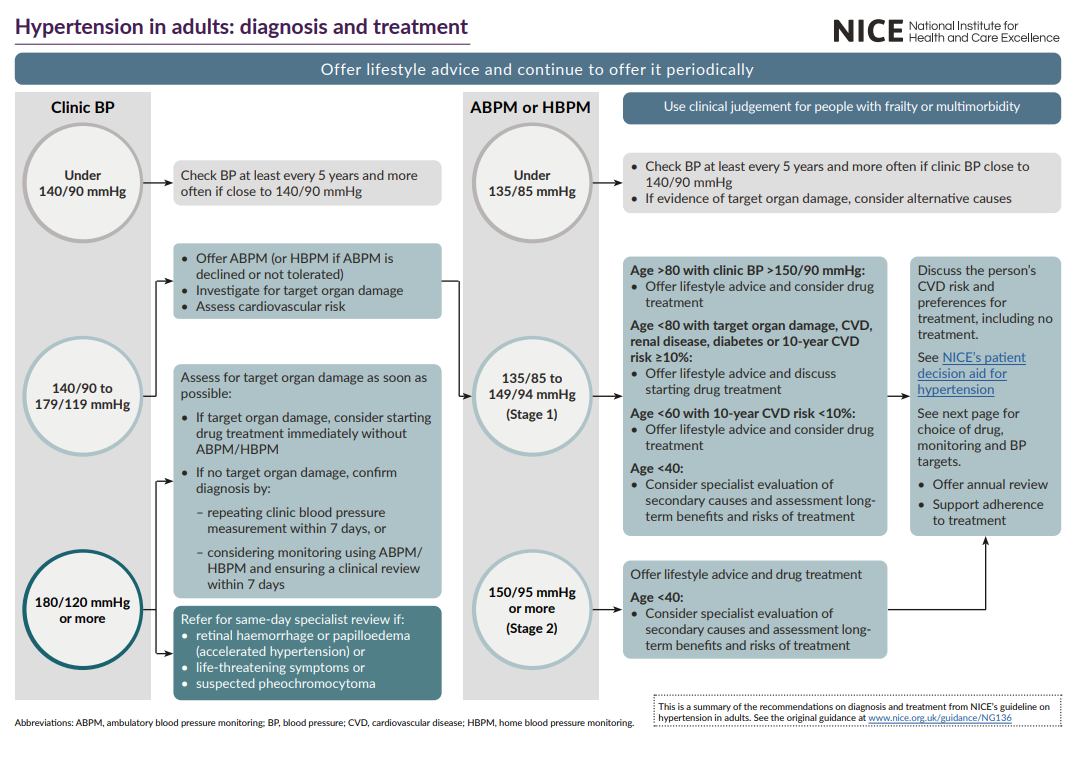 Hypertension in adults: diagnosis and treatment
NICE National Institute for
Health and Care Excellence
Offer lifestyle advice and continue to offer it periodically
Clinic BP
Under
140/90 mmHg
Check BP at least every 5 years and more
often if close to 140/90 mmHg
140/90 to
179/119 mmHg
• Offer ABPM (or HBPM if ABPM is
declined or not tolerated)
• Investigate for target organ damage
• Assess cardiovascular risk
180/120 mmHg
or more
Assess for target organ damage as soon as
possible:
• If target organ damage, consider starting
drug treatment immediately without
ABPM/HBPM
• If no target organ damage, confirm
diagnosis by:
– repeating clinic blood pressure
measurement within 7 days, or
– considering monitoring using ABPM/
HBPM and ensuring a clinical review
within 7 days
Refer for same-day specialist review if:
• retinal haemorrhage or papilloedema
(accelerated hypertension) or
• life-threatening symptoms or
• suspected pheochromocytoma
ABPM or HBPM
Use clinical judgement for people with frailty or multimorbidity
Under
135/85 mmHg
• Check BP at least every 5 years and more often if clinic BP close to
140/90 mmHg
• If evidence of target organ damage, consider alternative causes
135/85 to
149/94 mmHg
(Stage 1)
Age >80 with clinic BP >150/90 mmHg:
• Offer lifestyle advice and consider drug
treatment
Age <80 with target organ damage, CVD,
renal disease, diabetes or 10-year CVD
risk ≥10%:
• Offer lifestyle advice and discuss
starting drug treatment
Age <60 with 10-year CVD risk <10%:
• Offer lifestyle advice and consider drug
treatment
Age <40:
• Consider specialist evaluation of
secondary causes and assessment long-
term benefits and risks of treatment
150/95 mmHg
or more
(Stage 2)
Offer lifestyle advice and drug treatment
Age <40:
• Consider specialist evaluation of
secondary causes and assessment long-
term benefits and risks of treatment
Discuss the person's
CVD risk and
preferences for
treatment, including no
treatment.
See NICE's patient
decision aid for
hypertension
See next page for
choice of drug,
monitoring and BP
targets.
• Offer annual review
• Support adherence
to treatment
Abbreviations: ABPM, ambulatory blood pressure monitoring; BP, blood pressure; CVD, cardiovascular disease; HBPM, home blood pressure monitoring.
This is a summary of the recommendations on diagnosis and treatment from NICE's guideline on
hypertension in adults. See the original guidance at www.nice.org.uk/guidance/NG136